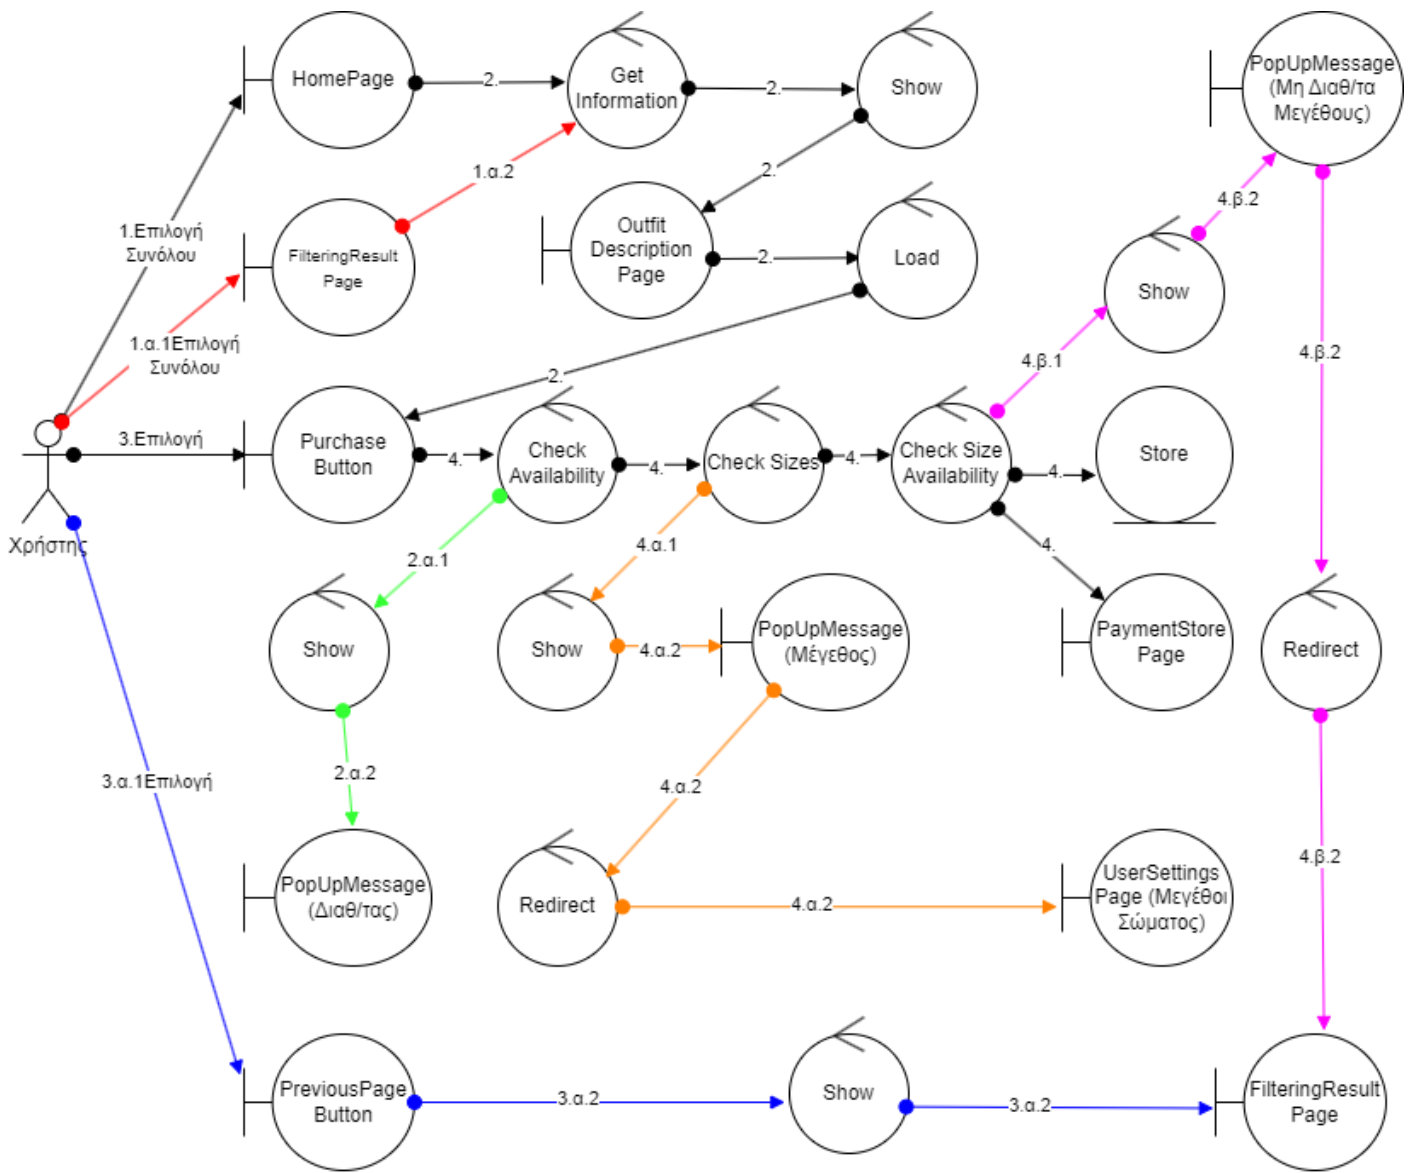 HomePage
2.
Get
Information
2.
Show
PopUpMessage
(Μη Διαθ/τα
Μεγέθους)
1.α.2
2.
4.β.2
1.Επιλογή
Συνόλου
FilteringResult
Page
Outfit
Description
Page
2.
Load
Show
1.α.1Επιλογή
Συνόλου
2.
4.β.1
4.β.2
3.Επιλογή
Purchase
Button
4.
Check
Availability
4.
Check Sizes
4.
Check Size
Availability
4.
Store
Χρήστης
2.α.1
4.α.1
4.
Show
Show
4.α.2
PopUpMessage
(Μέγεθος)
PaymentStore
Page
Redirect
3.α.1Επιλογή
2.α.2
4.α.2
4.β.2
PopUpMessage
(Διαθ/τας)
Redirect
4.α.2
UserSettings
Page (Μεγέθοι
Σώματος)
PreviousPage
Button
3.α.2
Show
3.α.2
FilteringResult
Page